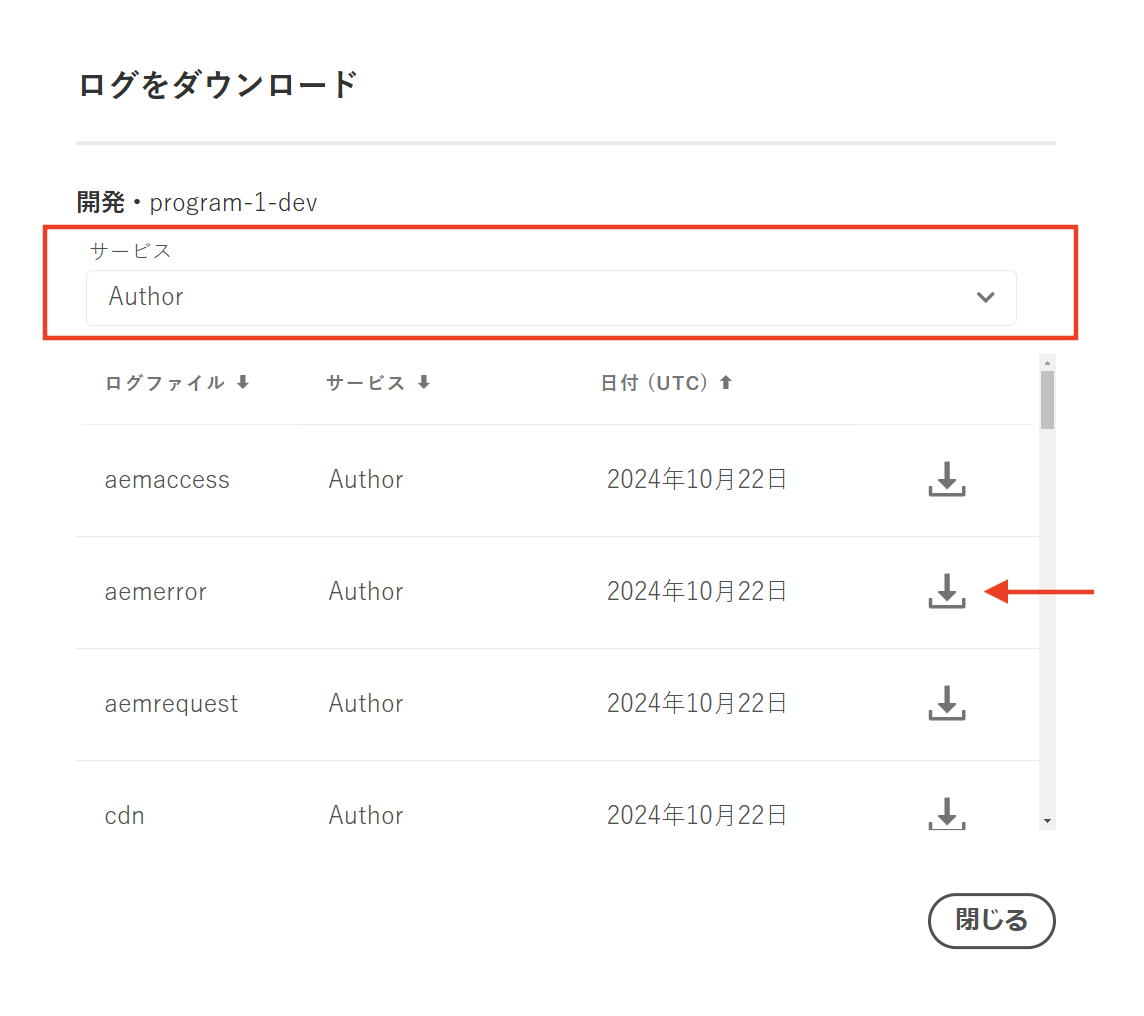 ログをダウンロード
開発・program-1-dev
サービス
Author
ログファイル サービス 日付 (UTC)
aemaccess Author 2024年10月22日
aemerror Author 2024年10月22日
aemrequest Author 2024年10月22日
cdn Author 2024年10月22日
閉じる